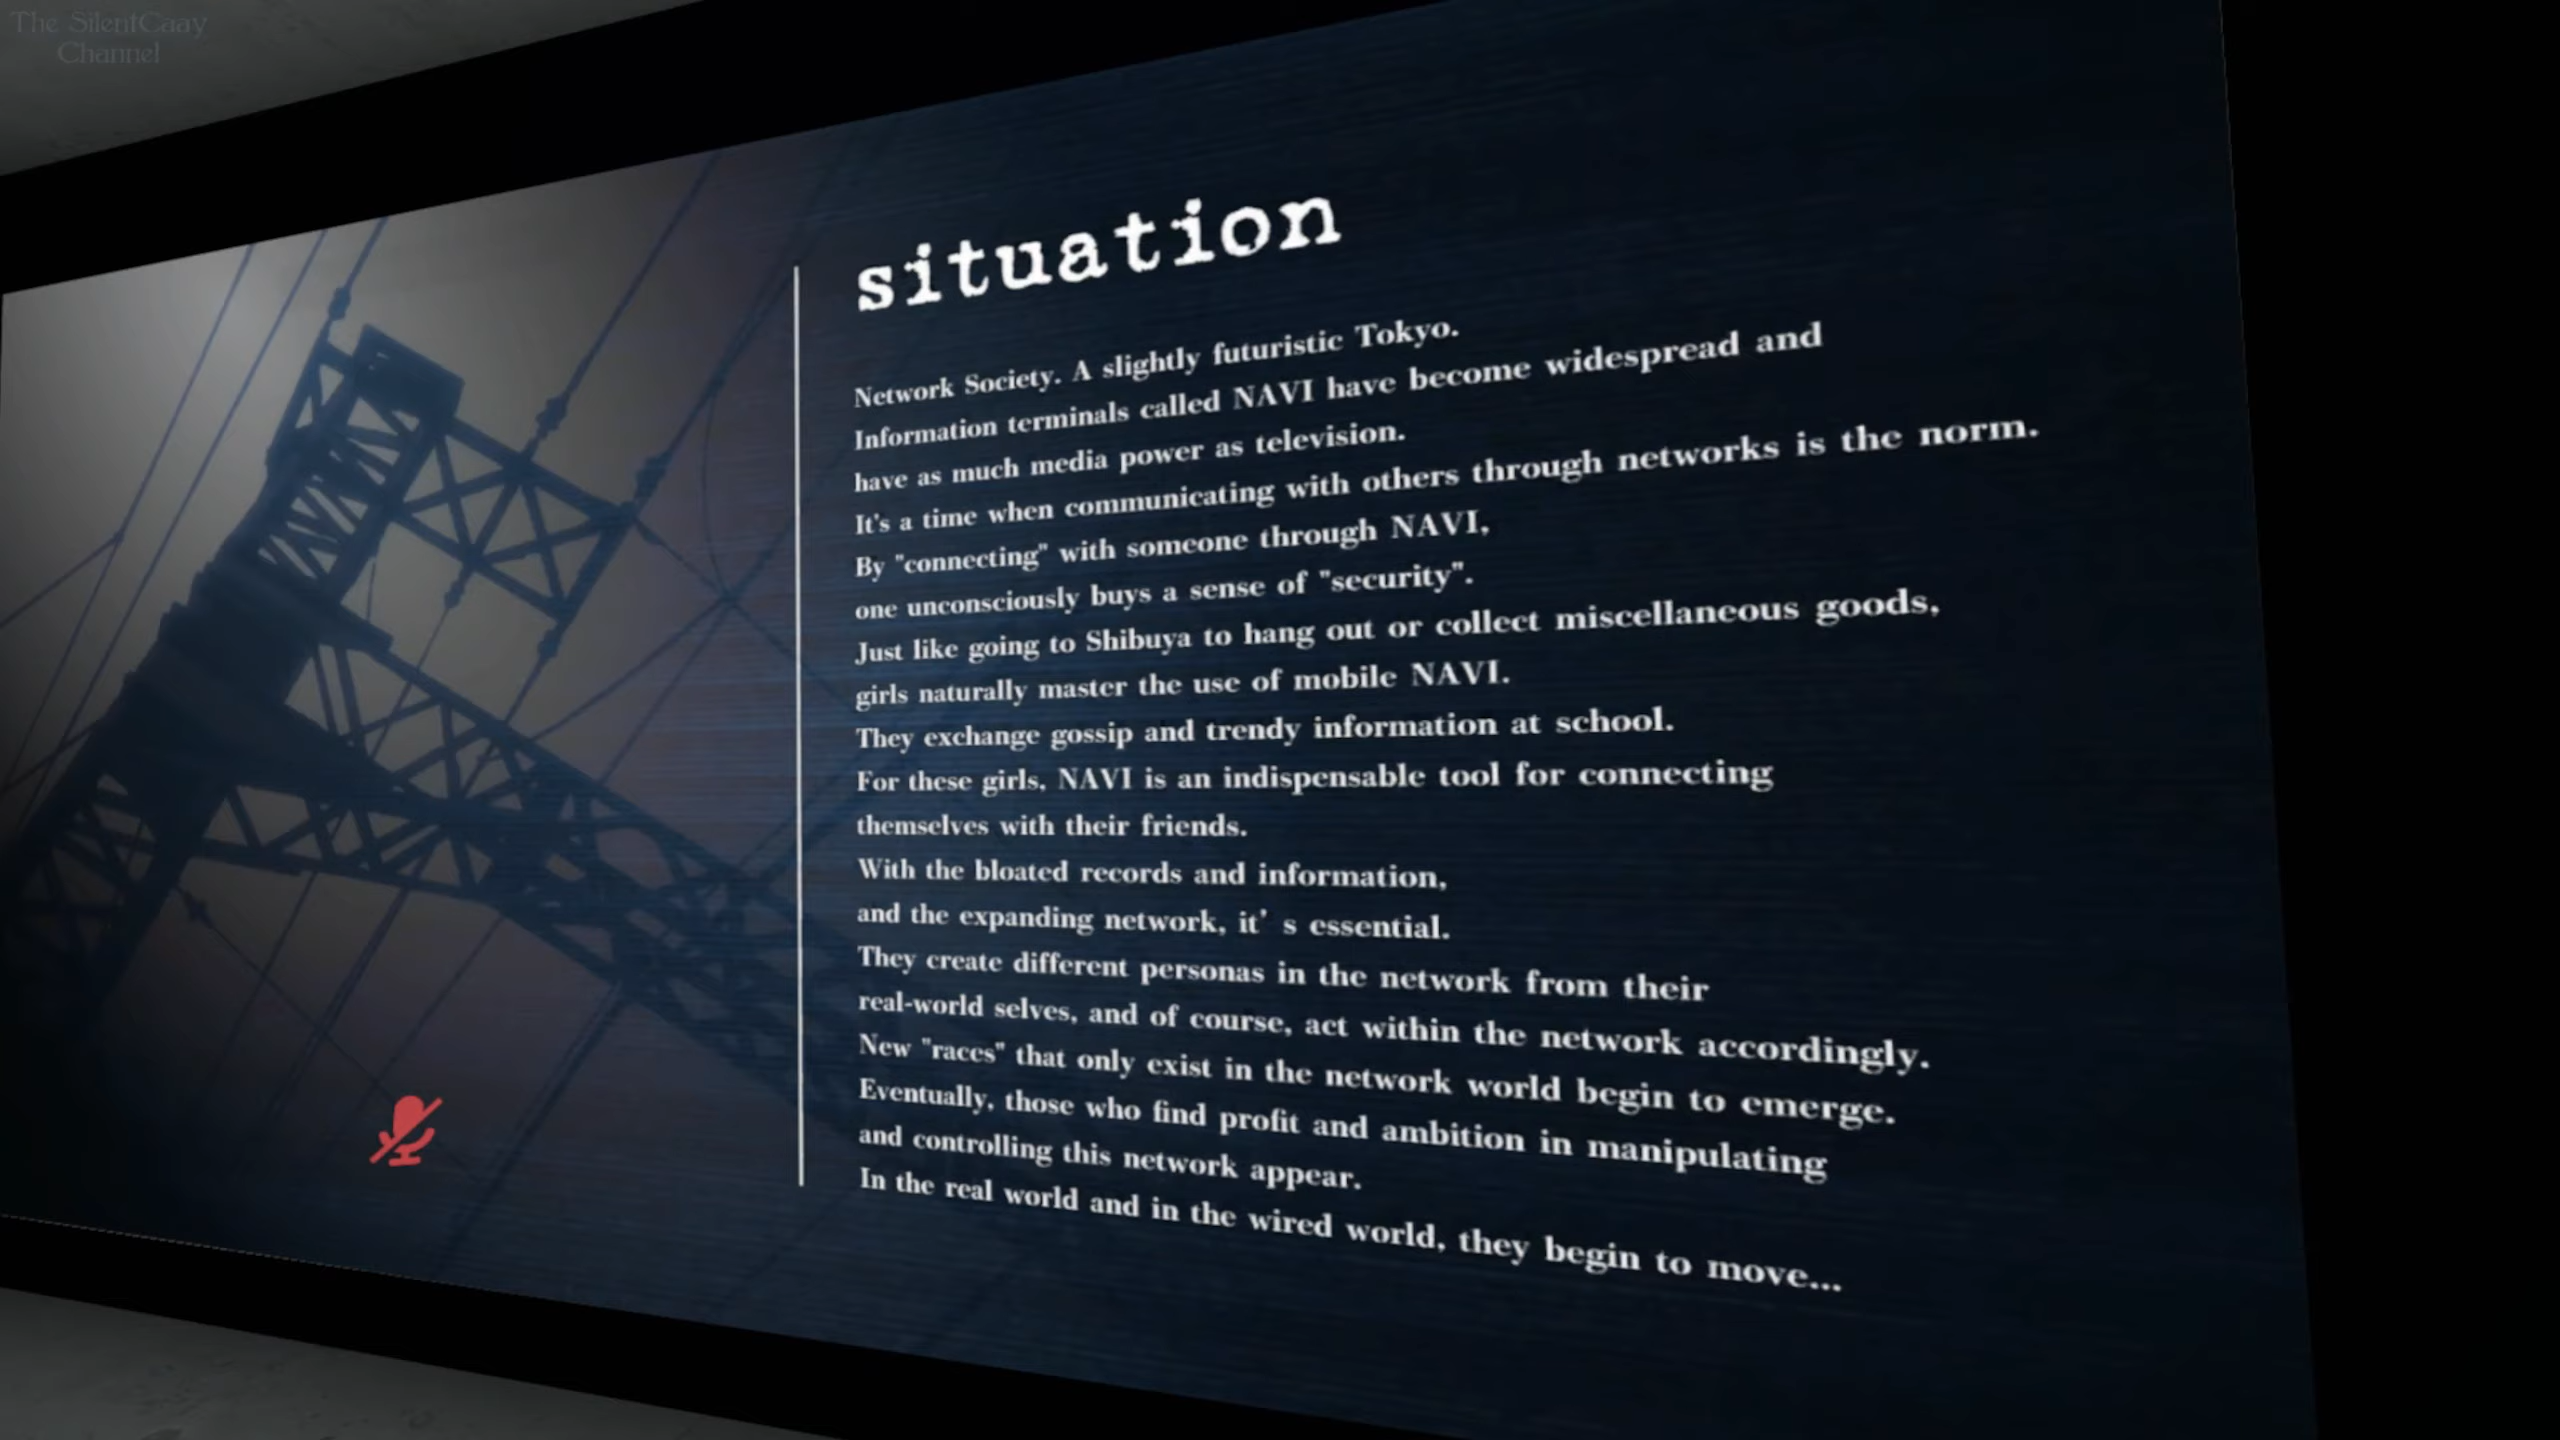 The SilentCaay
Channel
situation
Network Society. A slightly futuristic Tokyo.
Information terminals called NAVI have become widespread and
have as much media power as television.
It's a time when communicating with others through networks is the norm.
By "connecting" with someone through NAVI,
one unconsciously buys a sense of "security".
Just like going to Shibuya to hang out or collect miscellaneous goods,
girls naturally master the use of mobile NAVI.
They exchange gossip and trendy information at school.
For these girls, NAVI is an indispensable tool for connecting
themselves with their friends.
With the bloated records and information,
and the expanding network, it’ s essential.
They create different personas in the network from their
real-world selves, and of course, act within the network accordingly.
New "races" that only exist in the network world begin to emerge.
Eventually, those who find profit and ambition in manipulating
and controlling this network appear.
In the real world and in the wired world, they begin to move...